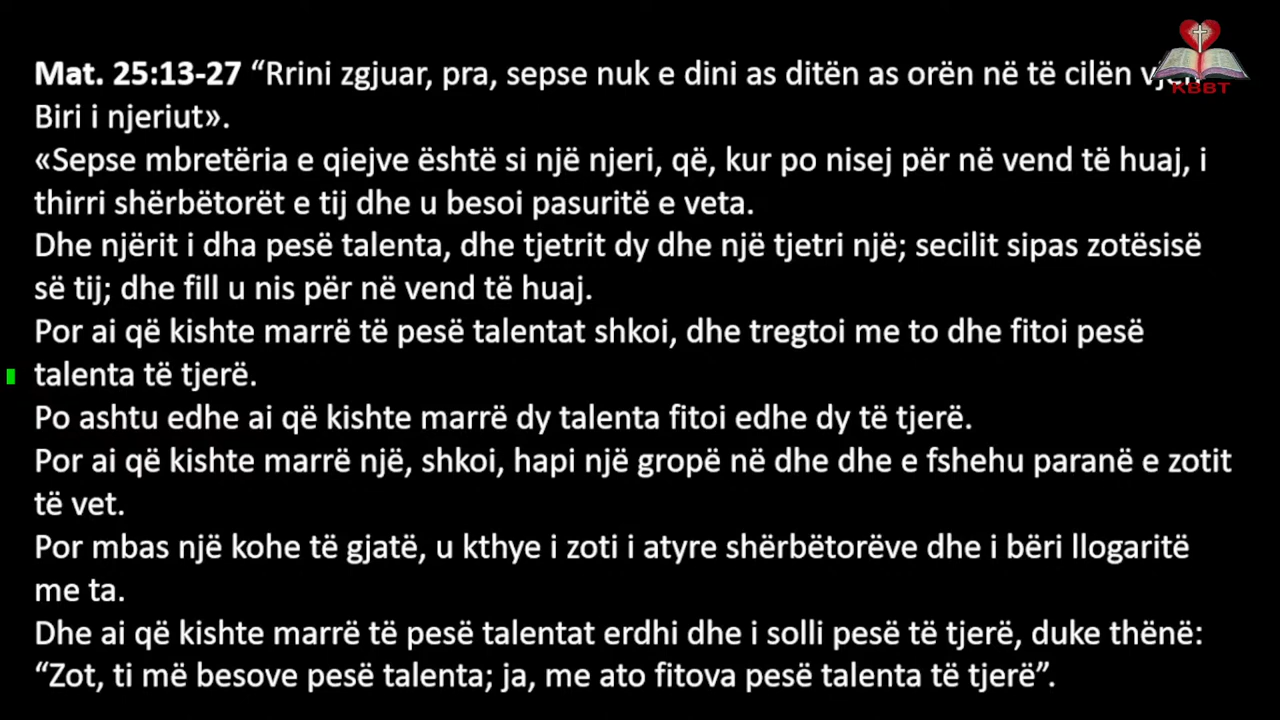 Mat. 25:13-27 “Rrini zgjuar, pra, sepse nuk e dini as ditën as orën në të cilën vjen
Biri i njeriut».
«Sepse mbretëria e qiejve është si një njeri, që, kur po nisej për në vend të huaj, i
thirri shërbëtorët e tij dhe u besoi pasuritë e veta.
Dhe njërit i dha pesë talenta, dhe tjetrit dy dhe një tjetri një; secilit sipas zotësisë
së tij; dhe fill u nis për në vend të huaj.
Por ai që kishte marrë të pesë talentat shkoi, dhe tregtoi me to dhe fitoi pesë
talenta të tjerë.
Po ashtu edhe ai që kishte marrë dy talenta fitoi edhe dy të tjerë.
Por ai që kishte marrë një, shkoi, hapi një gropë në dhe dhe e fshehu paranë e zotit
të vet.
Por mbas një kohe të gjatë, u kthye i zoti i atyre shërbëtorëve dhe i bëri llogaritë
me ta.
Dhe ai që kishte marrë të pesë talentat erdhi dhe i solli pesë të tjerë, duke thënë:
“Zot, ti më besove pesë talenta; ja, me ato fitova pesë talenta të tjerë”.
KBBT